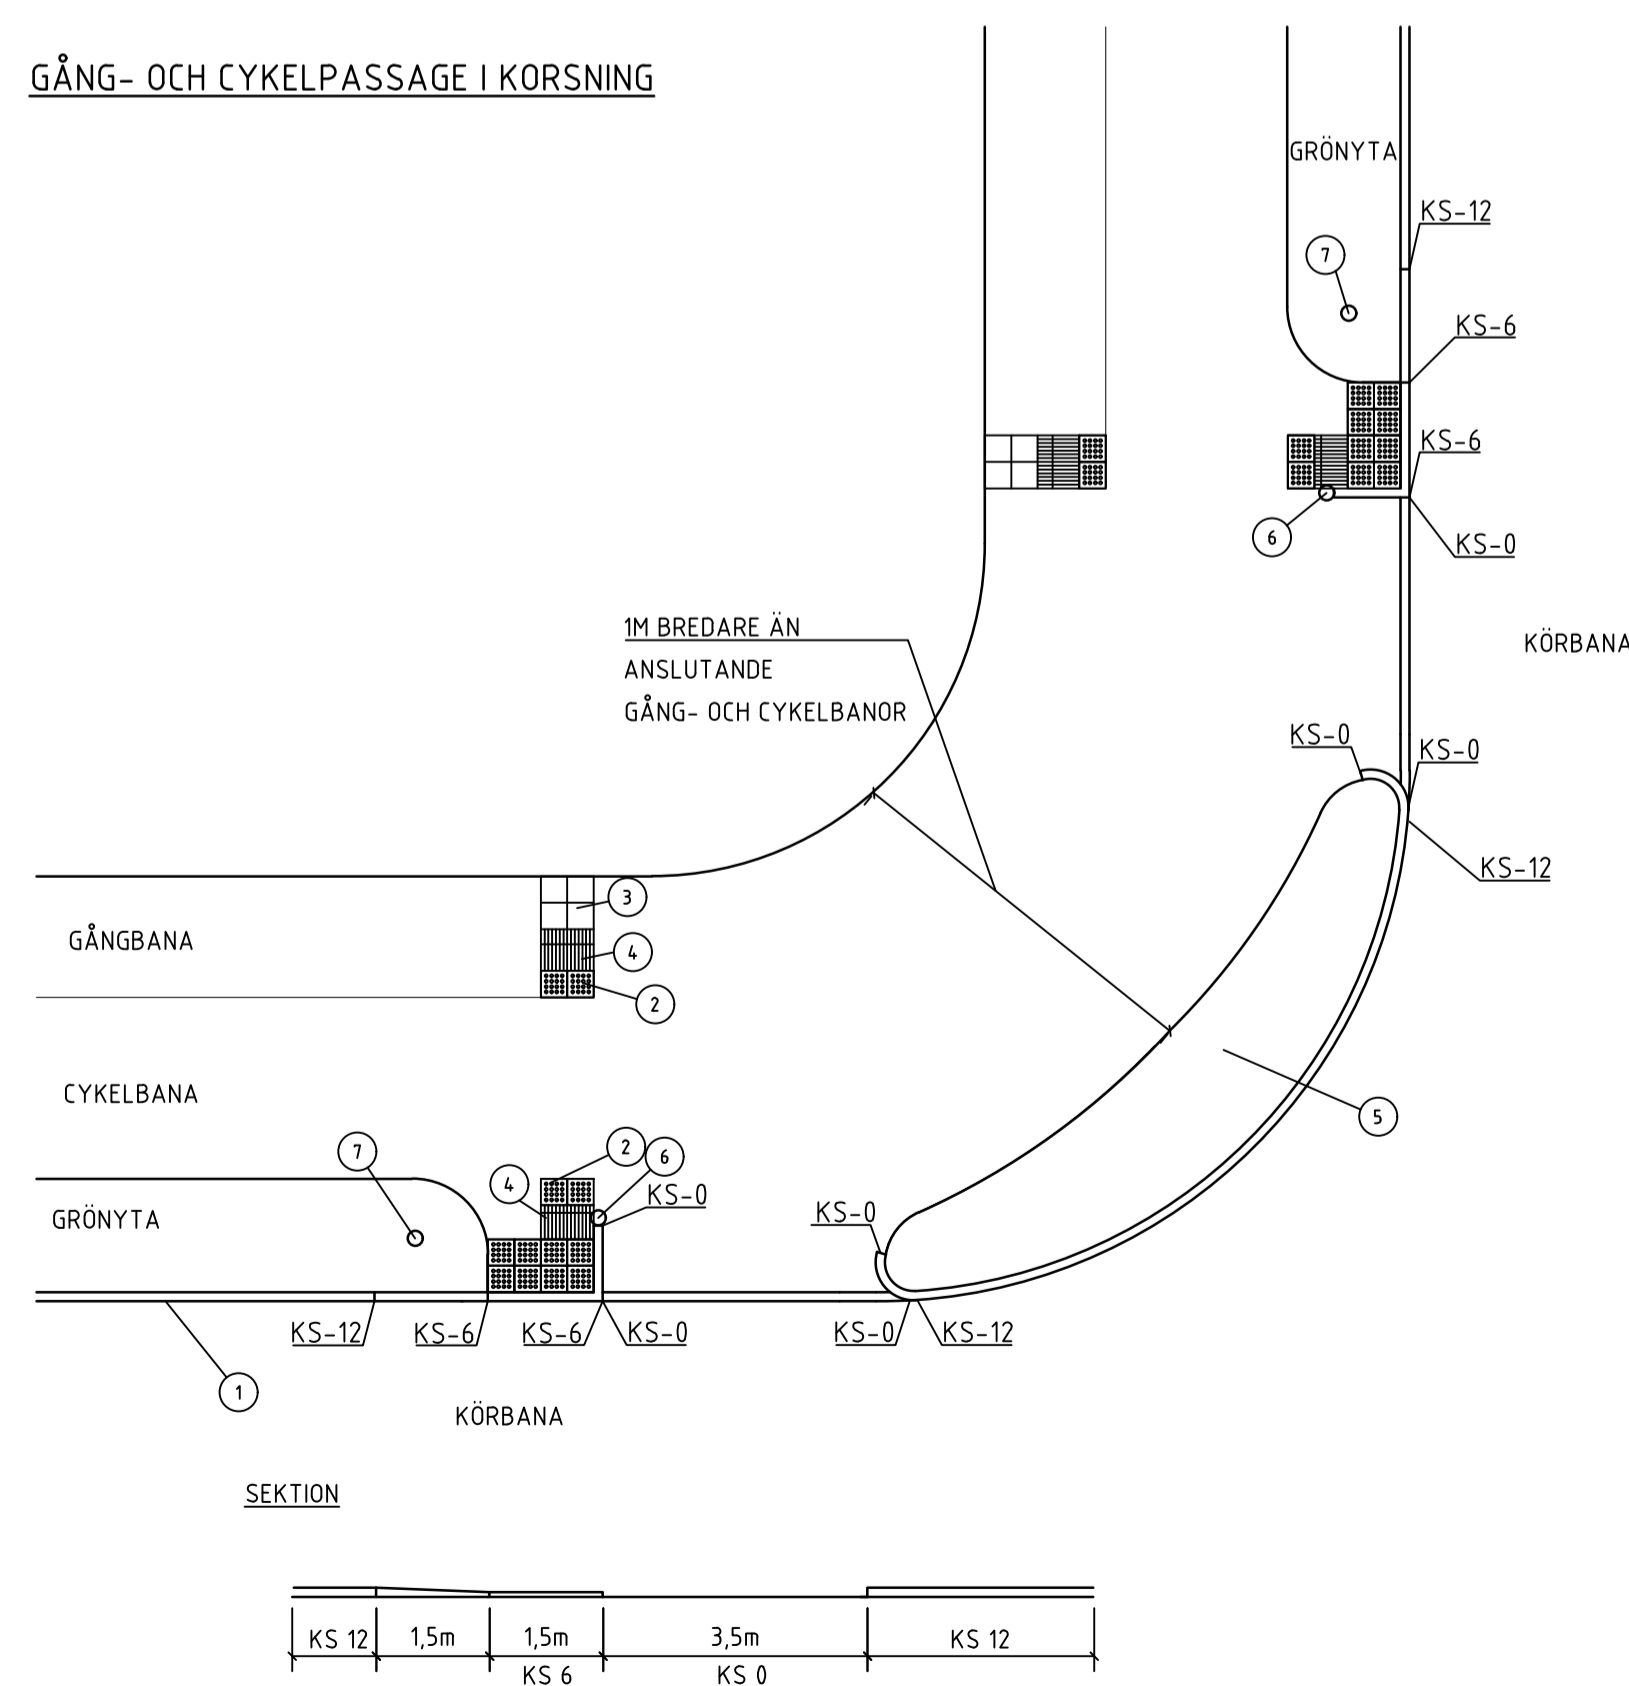 GÅNG- OCH CYKELPASSAGE I KORSNING
GRÖNYTA
KS-12
7
KS-6
KS-6
6
KS-0
1M BREDARE ÄN
ANSLUTANDE
GÅNG- OCH CYKELBANOR
KÖRBANA
KS-0
KS-0
KS-12
3
GÅNGBANA
4
2
CYKELBANA
5
7
2
6
4
KS-0
GRÖNYTA
KS-0
KS-12
KS-6
KS-6
KS-0
KS-0
KS-12
1
KÖRBANA
SEKTION
KS 12
1,5m
1,5m
3,5m
KS 12
KS 6
KS 0